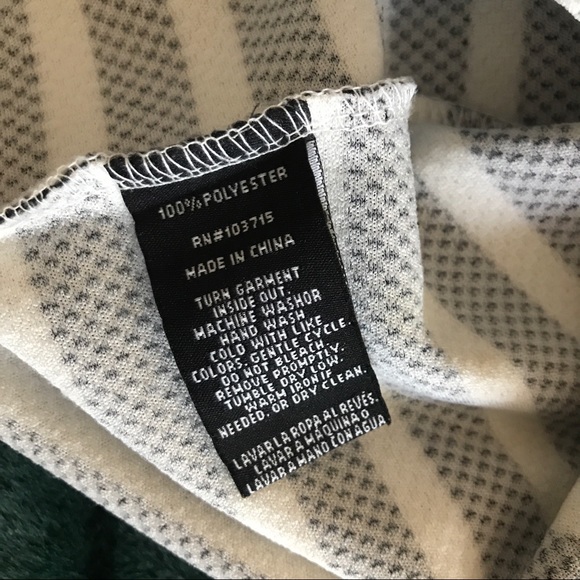 100% POLYESTER
RN#103715
MADE IN CHINA
TURN GARMENT
INSIDE OUT.
MACHINE WASH OR
HAND WASH
COLD WITH LIKE
COLORS, GENTLE CYCLE.
DO NOT BLEACH.
REMOVE PROMPTLY.
TUMBLE DRY LOW.
WARM IRON IF
NEEDED. OR DRY CLEAN.
LAVAR LA ROPA AL REVÉS.
LAVAR A MAQUINA O
LAVAR A MANO CON AGUA